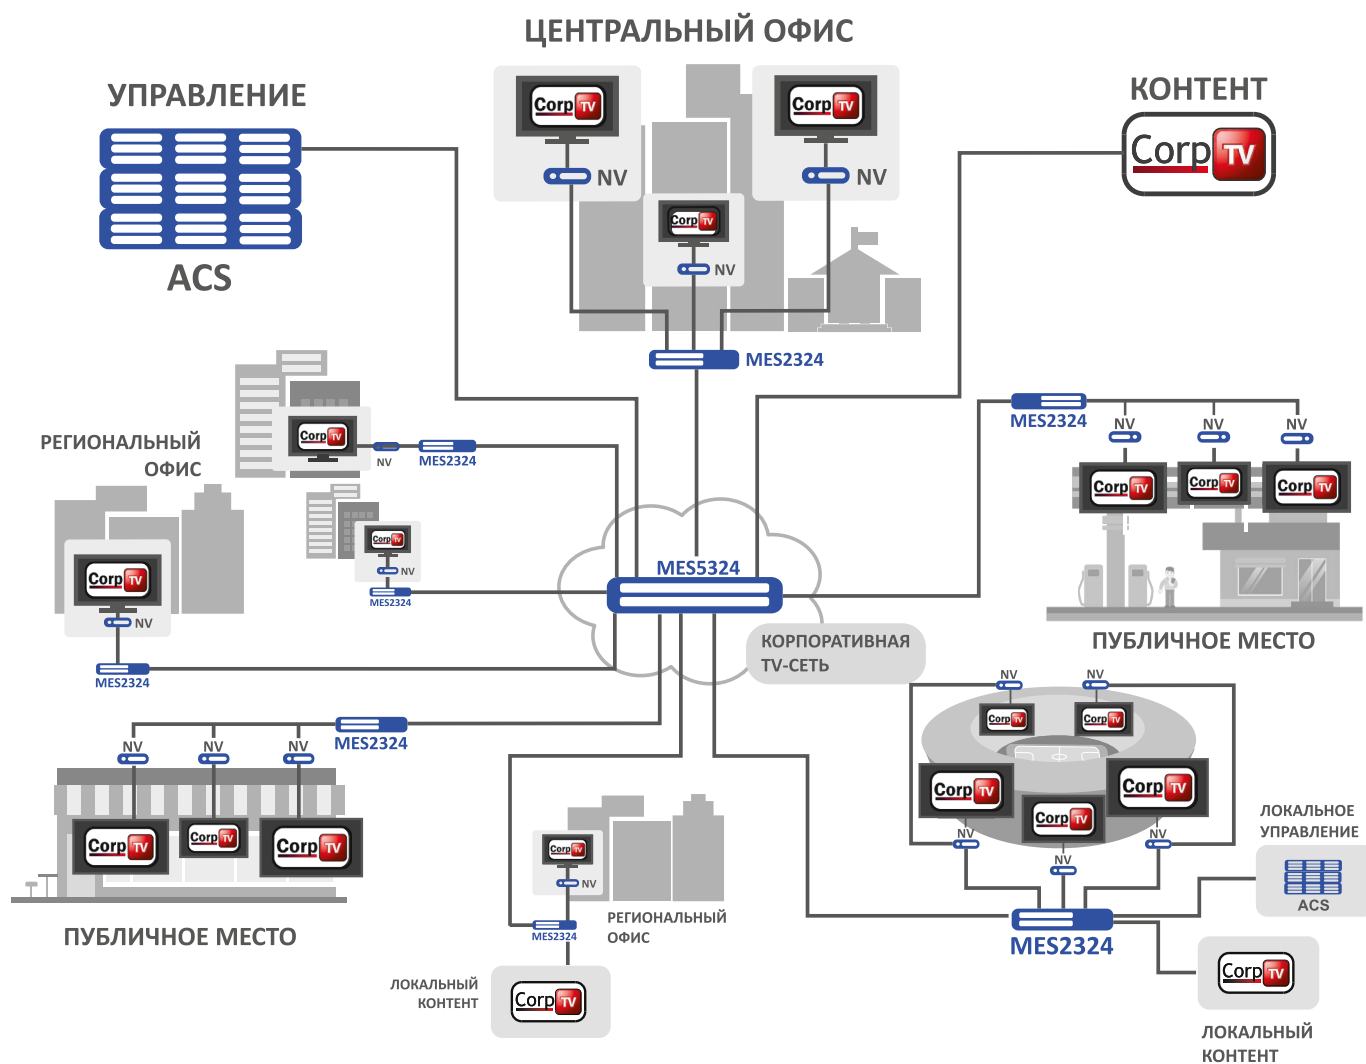 ЦЕНТРАЛЬНЫЙ ОФИС
УПРАВЛЕНИЕ
ACS
КОНТЕНТ
Corp TV
Corp TV
NV
Corp TV
NV
Corp TV
NV
MES2324
РЕГИОНАЛЬНЫЙ
ОФИС
Corp TV
NV
MES2324
Corp TV
NV
MES2324
Corp TV
NV
MES2324
MES5324
КОРПОРАТИВНАЯ
TV-СЕТЬ
MES2324
NV
NV
NV
Corp TV
Corp TV
Corp TV
ПУБЛИЧНОЕ МЕСТО
MES2324
NV
NV
NV
Corp TV
Corp TV
Corp TV
ПУБЛИЧНОЕ МЕСТО
Corp TV
NV
MES2324
РЕГИОНАЛЬНЫЙ
ОФИС
ЛОКАЛЬНЫЙ
КОНТЕНТ
Corp TV
NV
NV
Corp TV
Corp TV
Corp TV
Corp TV
Corp TV
NV
NV
NV
MES2324
ЛОКАЛЬНОЕ
УПРАВЛЕНИЕ
ACS
Corp TV
ЛОКАЛЬНЫЙ
КОНТЕНТ